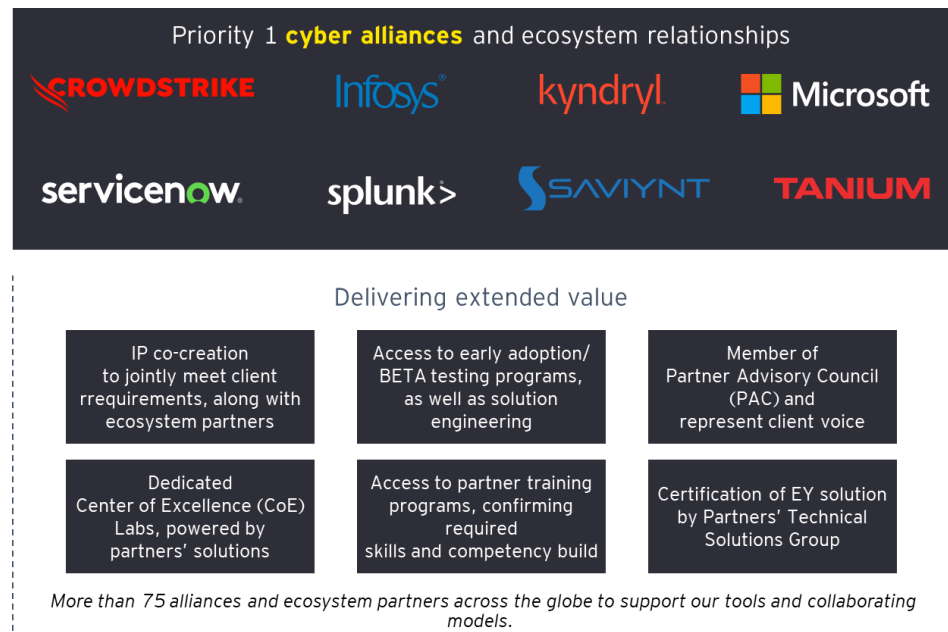 Priority 1 cyber alliances and ecosystem relationships
CROWDSTRIKE
Infosys®
kyndryl
Microsoft
servicenow®
splunk>
SAVIYNT
TANIUM
Delivering extended value
IP co-creation
to jointly meet client
rrequirements, along with
ecosystem partners
Access to early adoption/
BETA testing programs,
as well as solution
engineering
Member of
Partner Advisory Council
(PAC) and
represent client voice
Dedicated
Center of Excellence (CoE)
Labs, powered by
partners’ solutions
Access to partner training
programs, confirming
required
skills and competency build
Certification of EY solution
by Partners’ Technical
Solutions Group
More than 75 alliances and ecosystem partners across the globe to support our tools and collaborating
models.